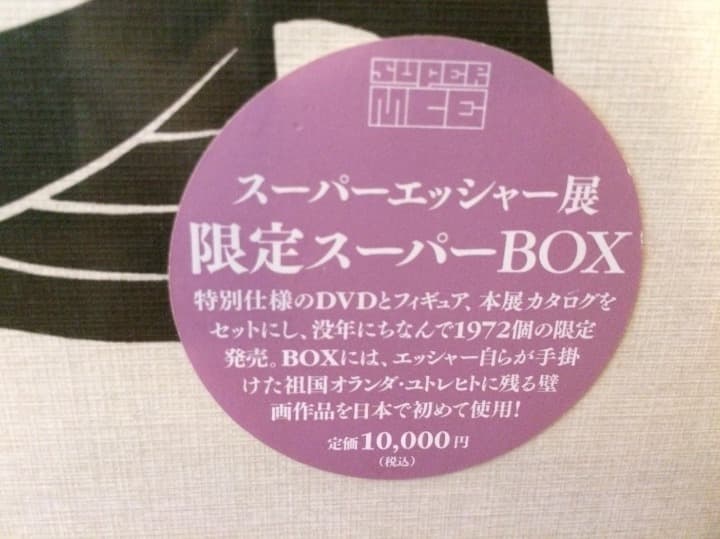 SUPER
MCE
スーパーエッシャー展
限定スーパーBOX
特別仕様のDVDとフィギュア、本展カタログを
セットにし、没年にちなんで1972個の限定
発売。BOXには、エッシャー自らが手掛
けた祖国オランダ・ユトレヒトに残る壁
画作品を日本で初めて使用!
定価10,000円
（税込）